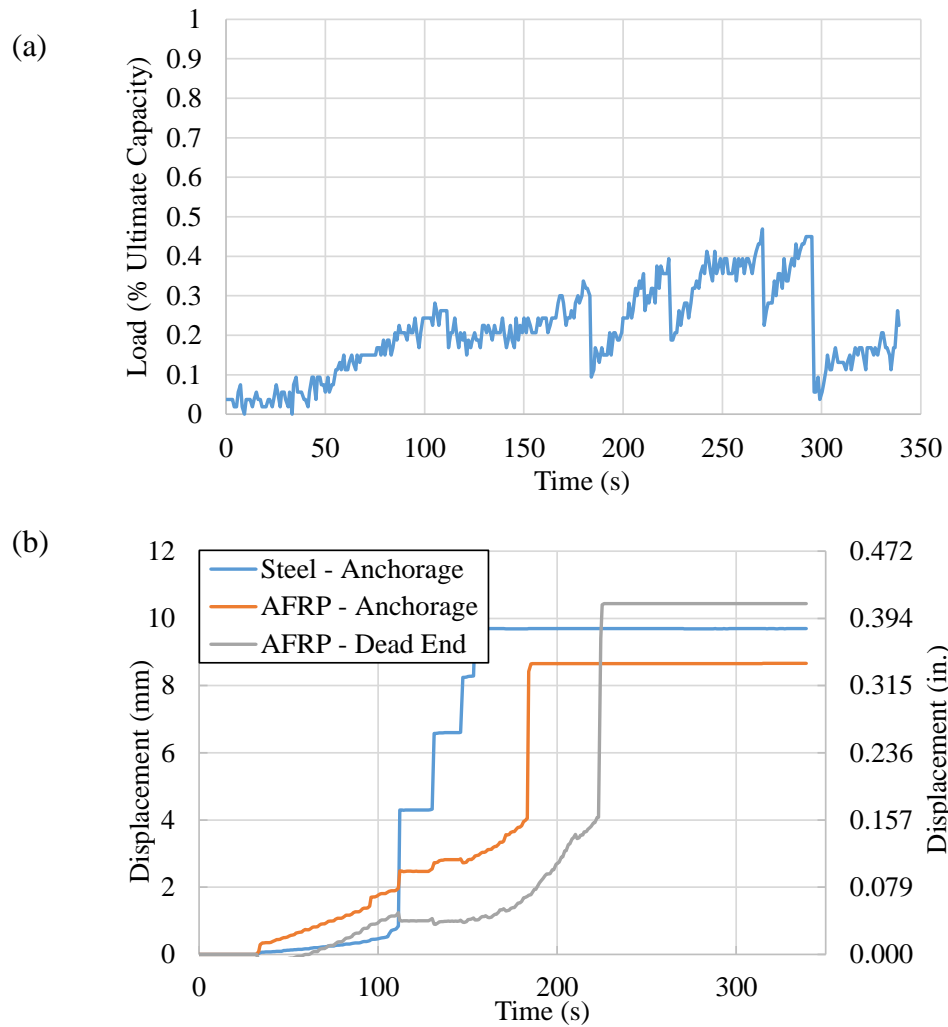 (a)
Load (% Ultimate Capacity)
1
0.9
0.8
0.7
0.6
0.5
0.4
0.3
0.2
0.1
0
0 50 100 150 200 250 300 350
Time (s)
(b)
Displacement (mm)
12
10
8
6
4
2
0
Steel - Anchorage
AFRP - Anchorage
AFRP - Dead End
0.472
0.394
0.315
0.236
0.157
0.079
0.000
Displacement (in.)
0 100 200 300
Time (s)